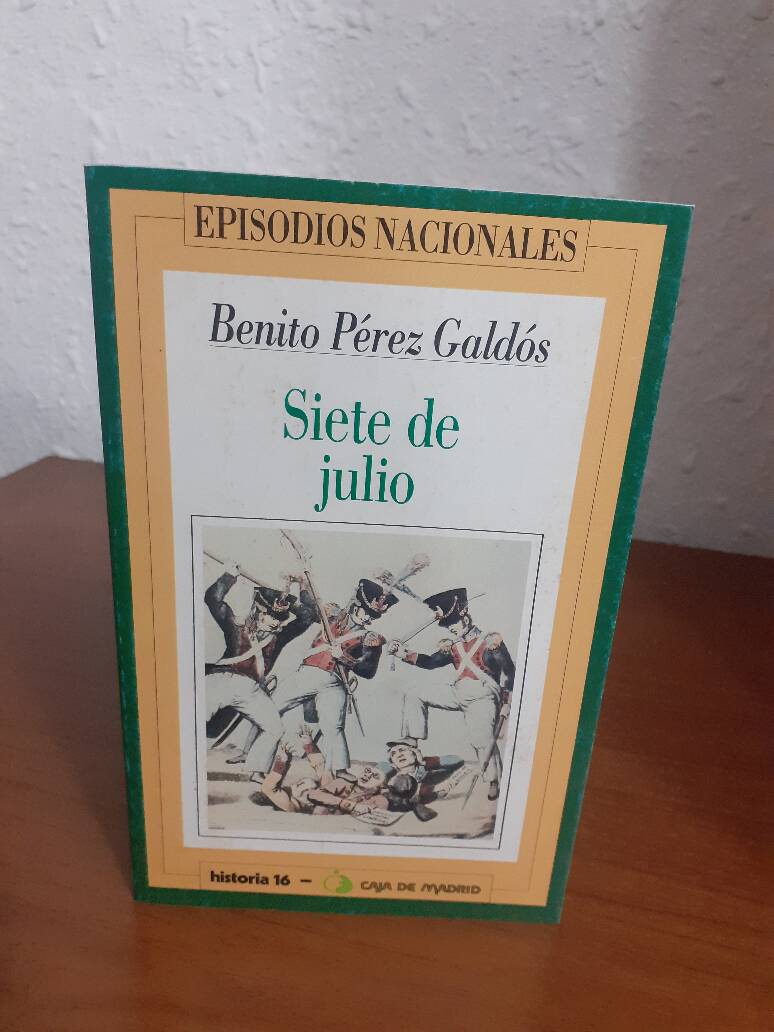 EPISODIOS NACIONALES
Benito Pérez Galdós
Siete de
julio
historia 16 –
CAJA DE MADRID